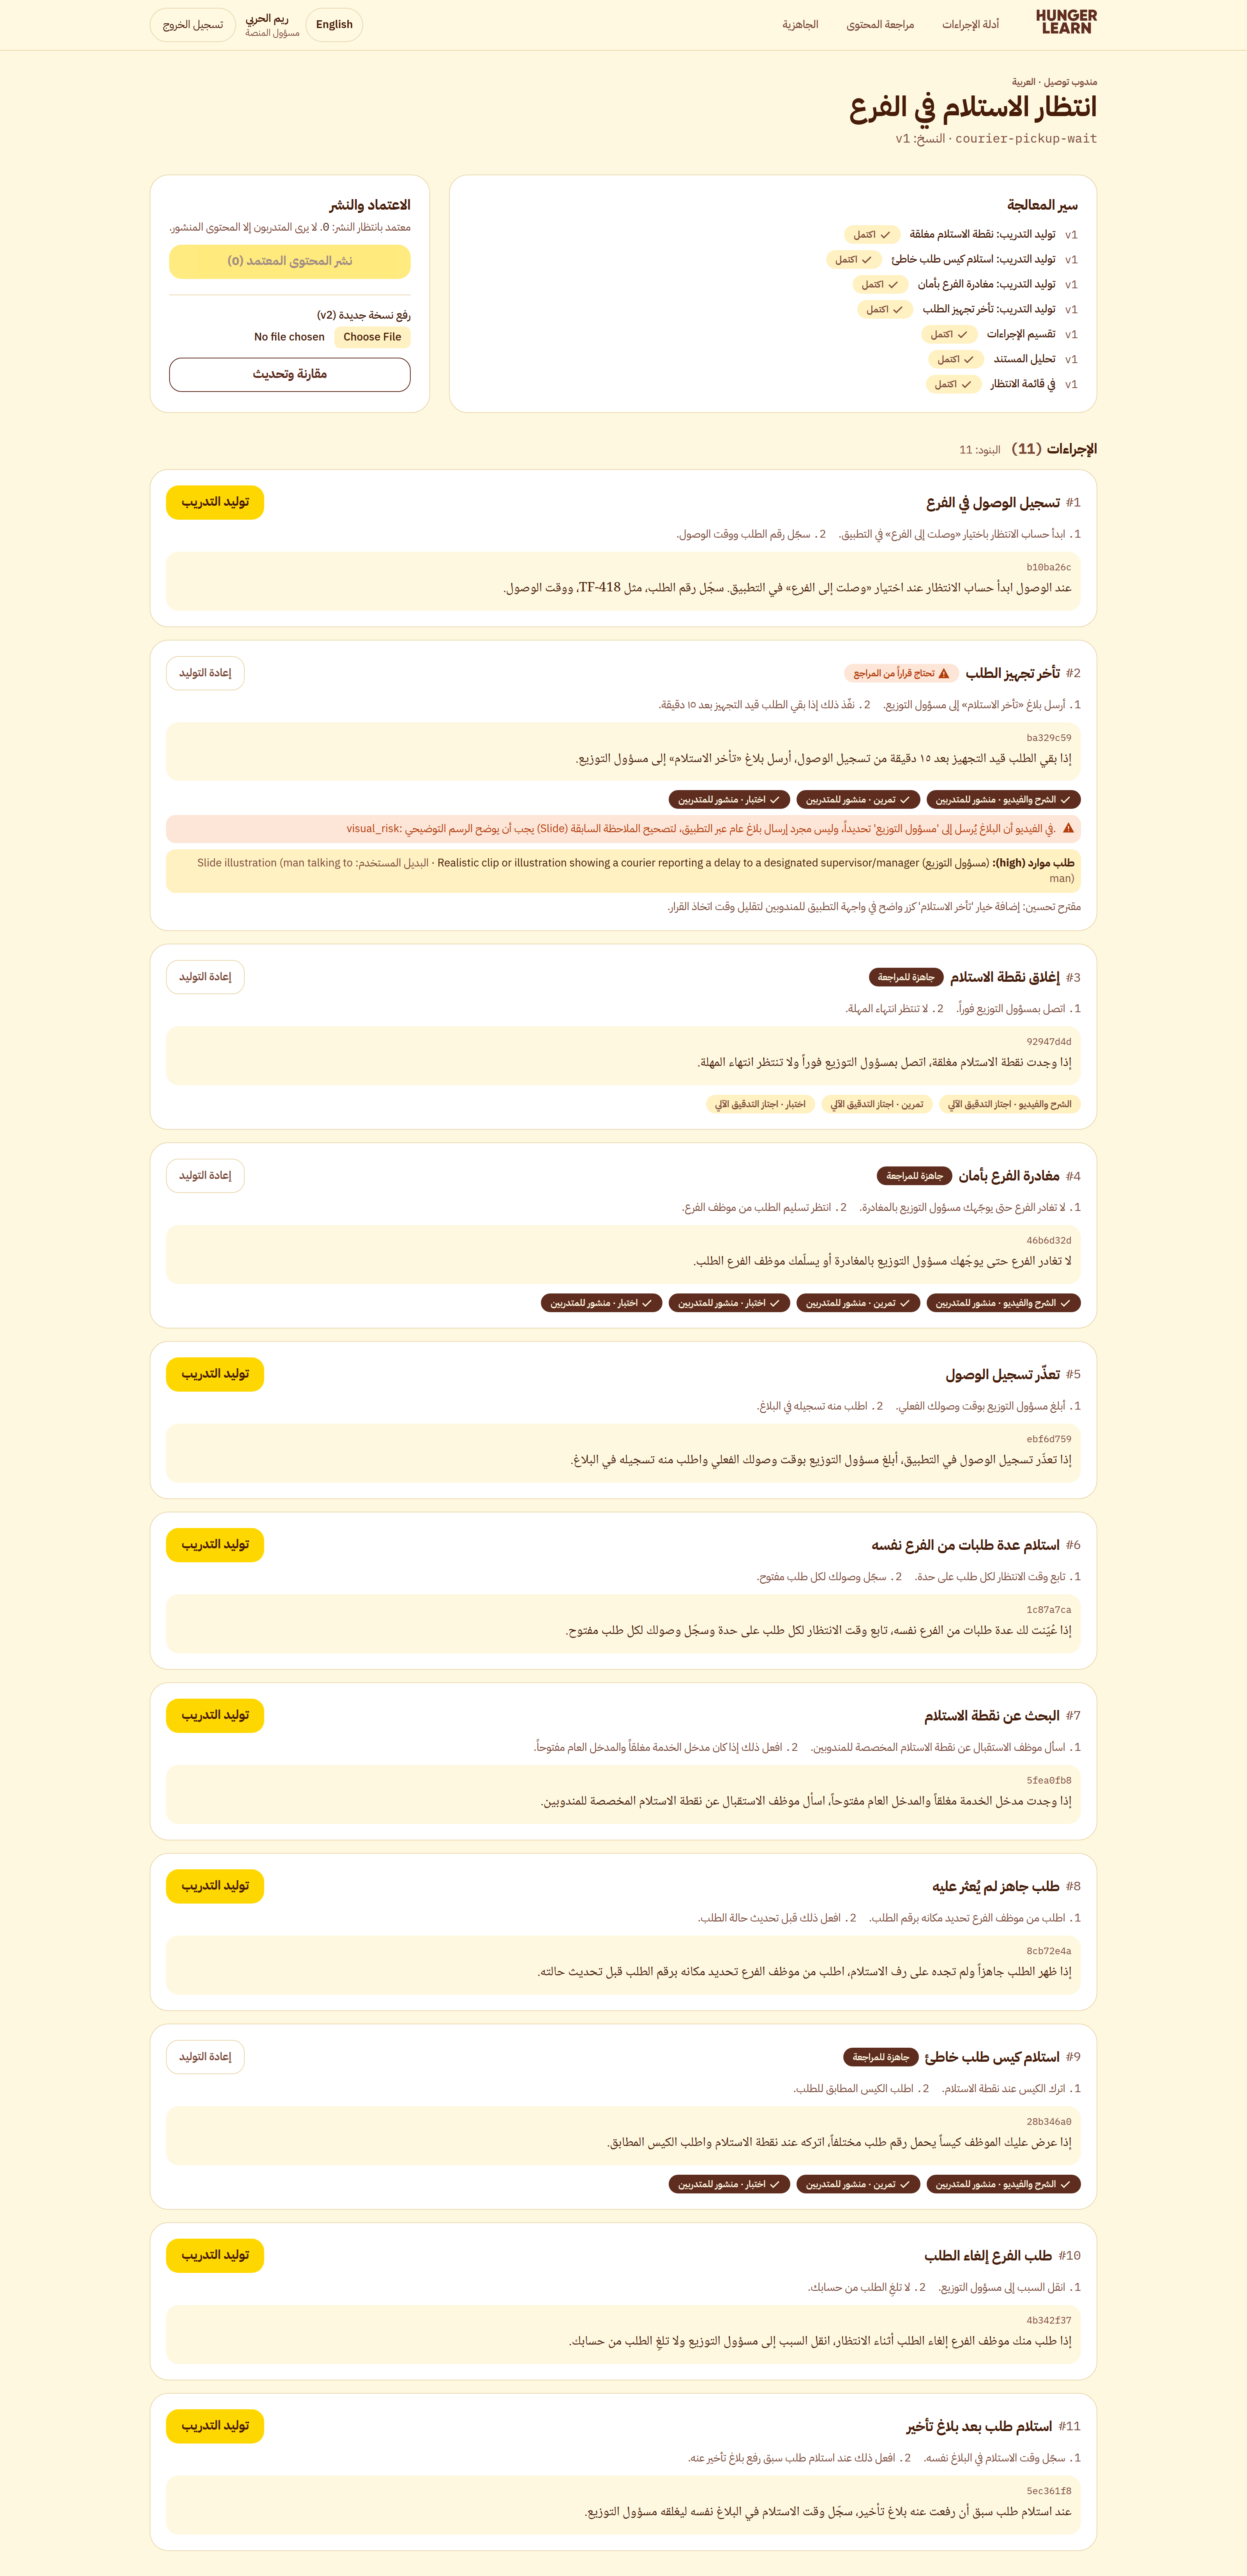 HUNGER
LEARN
أدلة الإجراءات
مراجعة المحتوى
الجاهزية
English
ريم الحربي
مسؤول المنصة
تسجيل الخروج
مندوب توصيل · العربية
انتظار الاستلام في الفرع
courier-pickup-wait · النسخ: v1
سير المعالجة
v1 توليد التدريب: نقطة الاستلام مغلقة اكتمل
v1 توليد التدريب: استلام كيس طلب خاطئ اكتمل
v1 توليد التدريب: مغادرة الفرع بأمان اكتمل
v1 توليد التدريب: تأخر تجهيز الطلب اكتمل
v1 تقسيم الإجراءات اكتمل
v1 تحليل المستند اكتمل
v1 في قائمة الانتظار اكتمل
الاعتماد والنشر
معتمد بانتظار النشر: 0. لا يرى المتدربون إلا المحتوى المنشور.
نشر المحتوى المعتمد (0)
رفع نسخة جديدة (v2)
Choose File No file chosen
مقارنة وتحديث
الإجراءات (11) البنود: 11
#1 تسجيل الوصول في الفرع
توليد التدريب
1. ابدأ حساب الانتظار باختيار «وصلت إلى الفرع» في التطبيق. 2. سجّل رقم الطلب ووقت الوصول.
b10ba26c
عند الوصول ابدأ حساب الانتظار عند اختيار «وصلت إلى الفرع» في التطبيق. سجّل رقم الطلب، مثل TF-418، ووقت الوصول.
#2 تأخر تجهيز الطلب تحتاج قراراً من المراجع
إعادة التوليد
1. أرسل بلاغ «تأخر الاستلام» إلى مسؤول التوزيع. 2. نفّذ ذلك إذا بقي الطلب قيد التجهيز بعد ١٥ دقيقة.
ba329c59
إذا بقي الطلب قيد التجهيز بعد ١٥ دقيقة من تسجيل الوصول، أرسل بلاغ «تأخر الاستلام» إلى مسؤول التوزيع.
الشرح والفيديو · منشور للمتدربين
تمرين · منشور للمتدربين
اختبار · منشور للمتدربين
visual_risk: يجب أن يوضح الرسم التوضيحي (Slide) في الفيديو أن البلاغ يُرسل إلى 'مسؤول التوزيع' تحديداً، وليس مجرد إرسال بلاغ عام عبر التطبيق، لتصحيح الملاحظة السابقة.
طلب موارد (high): Realistic clip or illustration showing a courier reporting a delay to a designated supervisor/manager (مسؤول التوزيع) · البديل المستخدم: Slide illustration (man talking to
man)
مقترح تحسين: إضافة خيار 'تأخر الاستلام' كزر واضح في واجهة التطبيق للمندوبين لتقليل وقت اتخاذ القرار.
#3 إغلاق نقطة الاستلام جاهزة للمراجعة
إعادة التوليد
1. اتصل بمسؤول التوزيع فوراً. 2. لا تنتظر انتهاء المهلة.
92947d4d
إذا وجدت نقطة الاستلام مغلقة، اتصل بمسؤول التوزيع فوراً ولا تنتظر انتهاء المهلة.
الشرح والفيديو · اجتاز التدقيق الآلي
تمرين · اجتاز التدقيق الآلي
اختبار · اجتاز التدقيق الآلي
#4 مغادرة الفرع بأمان جاهزة للمراجعة
إعادة التوليد
1. لا تغادر الفرع حتى يوجّهك مسؤول التوزيع بالمغادرة. 2. انتظر تسليم الطلب من موظف الفرع.
46b6d32d
لا تغادر الفرع حتى يوجّهك مسؤول التوزيع بالمغادرة أو يسلّمك موظف الفرع الطلب.
الشرح والفيديو · منشور للمتدربين
تمرين · منشور للمتدربين
اختبار · منشور للمتدربين
اختبار · منشور للمتدربين
#5 تعذّر تسجيل الوصول
توليد التدريب
1. أبلغ مسؤول التوزيع بوقت وصولك الفعلي. 2. اطلب منه تسجيله في البلاغ.
ebf6d759
إذا تعذّر تسجيل الوصول في التطبيق، أبلغ مسؤول التوزيع بوقت وصولك الفعلي واطلب منه تسجيله في البلاغ.
#6 استلام عدة طلبات من الفرع نفسه
توليد التدريب
1. تابع وقت الانتظار لكل طلب على حدة. 2. سجّل وصولك لكل طلب مفتوح.
1c87a7ca
إذا عُيّنت لك عدة طلبات من الفرع نفسه، تابع وقت الانتظار لكل طلب على حدة وسجّل وصولك لكل طلب مفتوح.
#7 البحث عن نقطة الاستلام
توليد التدريب
1. اسأل موظف الاستقبال عن نقطة الاستلام المخصصة للمندوبين. 2. افعل ذلك إذا كان مدخل الخدمة مغلقاً والمدخل العام مفتوحاً.
5fea0fb8
إذا وجدت مدخل الخدمة مغلقاً والمدخل العام مفتوحاً، اسأل موظف الاستقبال عن نقطة الاستلام المخصصة للمندوبين.
#8 طلب جاهز لم يُعثر عليه
توليد التدريب
1. اطلب من موظف الفرع تحديد مكانه برقم الطلب. 2. افعل ذلك قبل تحديث حالة الطلب.
8cb72e4a
إذا ظهر الطلب جاهزاً ولم تجده على رف الاستلام، اطلب من موظف الفرع تحديد مكانه برقم الطلب قبل تحديث حالته.
#9 استلام كيس طلب خاطئ جاهزة للمراجعة
إعادة التوليد
1. اترك الكيس عند نقطة الاستلام. 2. اطلب الكيس المطابق للطلب.
28b346a0
إذا عرض عليك الموظف كيساً يحمل رقم طلب مختلفاً، اتركه عند نقطة الاستلام واطلب الكيس المطابق.
الشرح والفيديو · منشور للمتدربين
تمرين · منشور للمتدربين
اختبار · منشور للمتدربين
#10 طلب الفرع إلغاء الطلب
توليد التدريب
1. انقل السبب إلى مسؤول التوزيع. 2. لا تلغِ الطلب من حسابك.
4b342f37
إذا طلب منك موظف الفرع إلغاء الطلب أثناء الانتظار، انقل السبب إلى مسؤول التوزيع ولا تلغِ الطلب من حسابك.
#11 استلام طلب بعد بلاغ تأخير
توليد التدريب
1. سجّل وقت الاستلام في البلاغ نفسه. 2. افعل ذلك عند استلام طلب سبق رفع بلاغ تأخير عنه.
5ec361f8
عند استلام طلب سبق أن رفعت عنه بلاغ تأخير، سجّل وقت الاستلام في البلاغ نفسه ليغلقه مسؤول التوزيع.